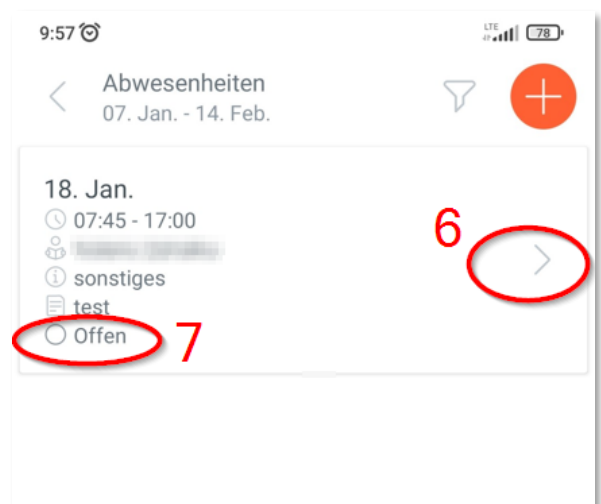 9:57
LTE
78
Abwesenheiten
07. Jan. - 14. Feb.
18. Jan.
07:45 - 17:00
6
sonstiges
test
Offen
7